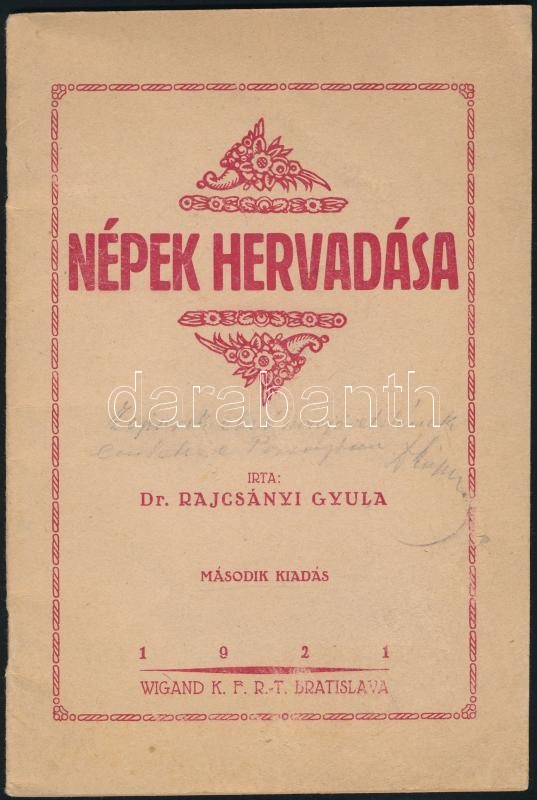 NÉPEK HERVADÁSA
darabanth
IRTA:
Dr. RAJCSÁNYI GYULA
MÁSODIK KIADÁS
1 9 2 1
WIGAND K. F. R.-T. BRATISLAVA